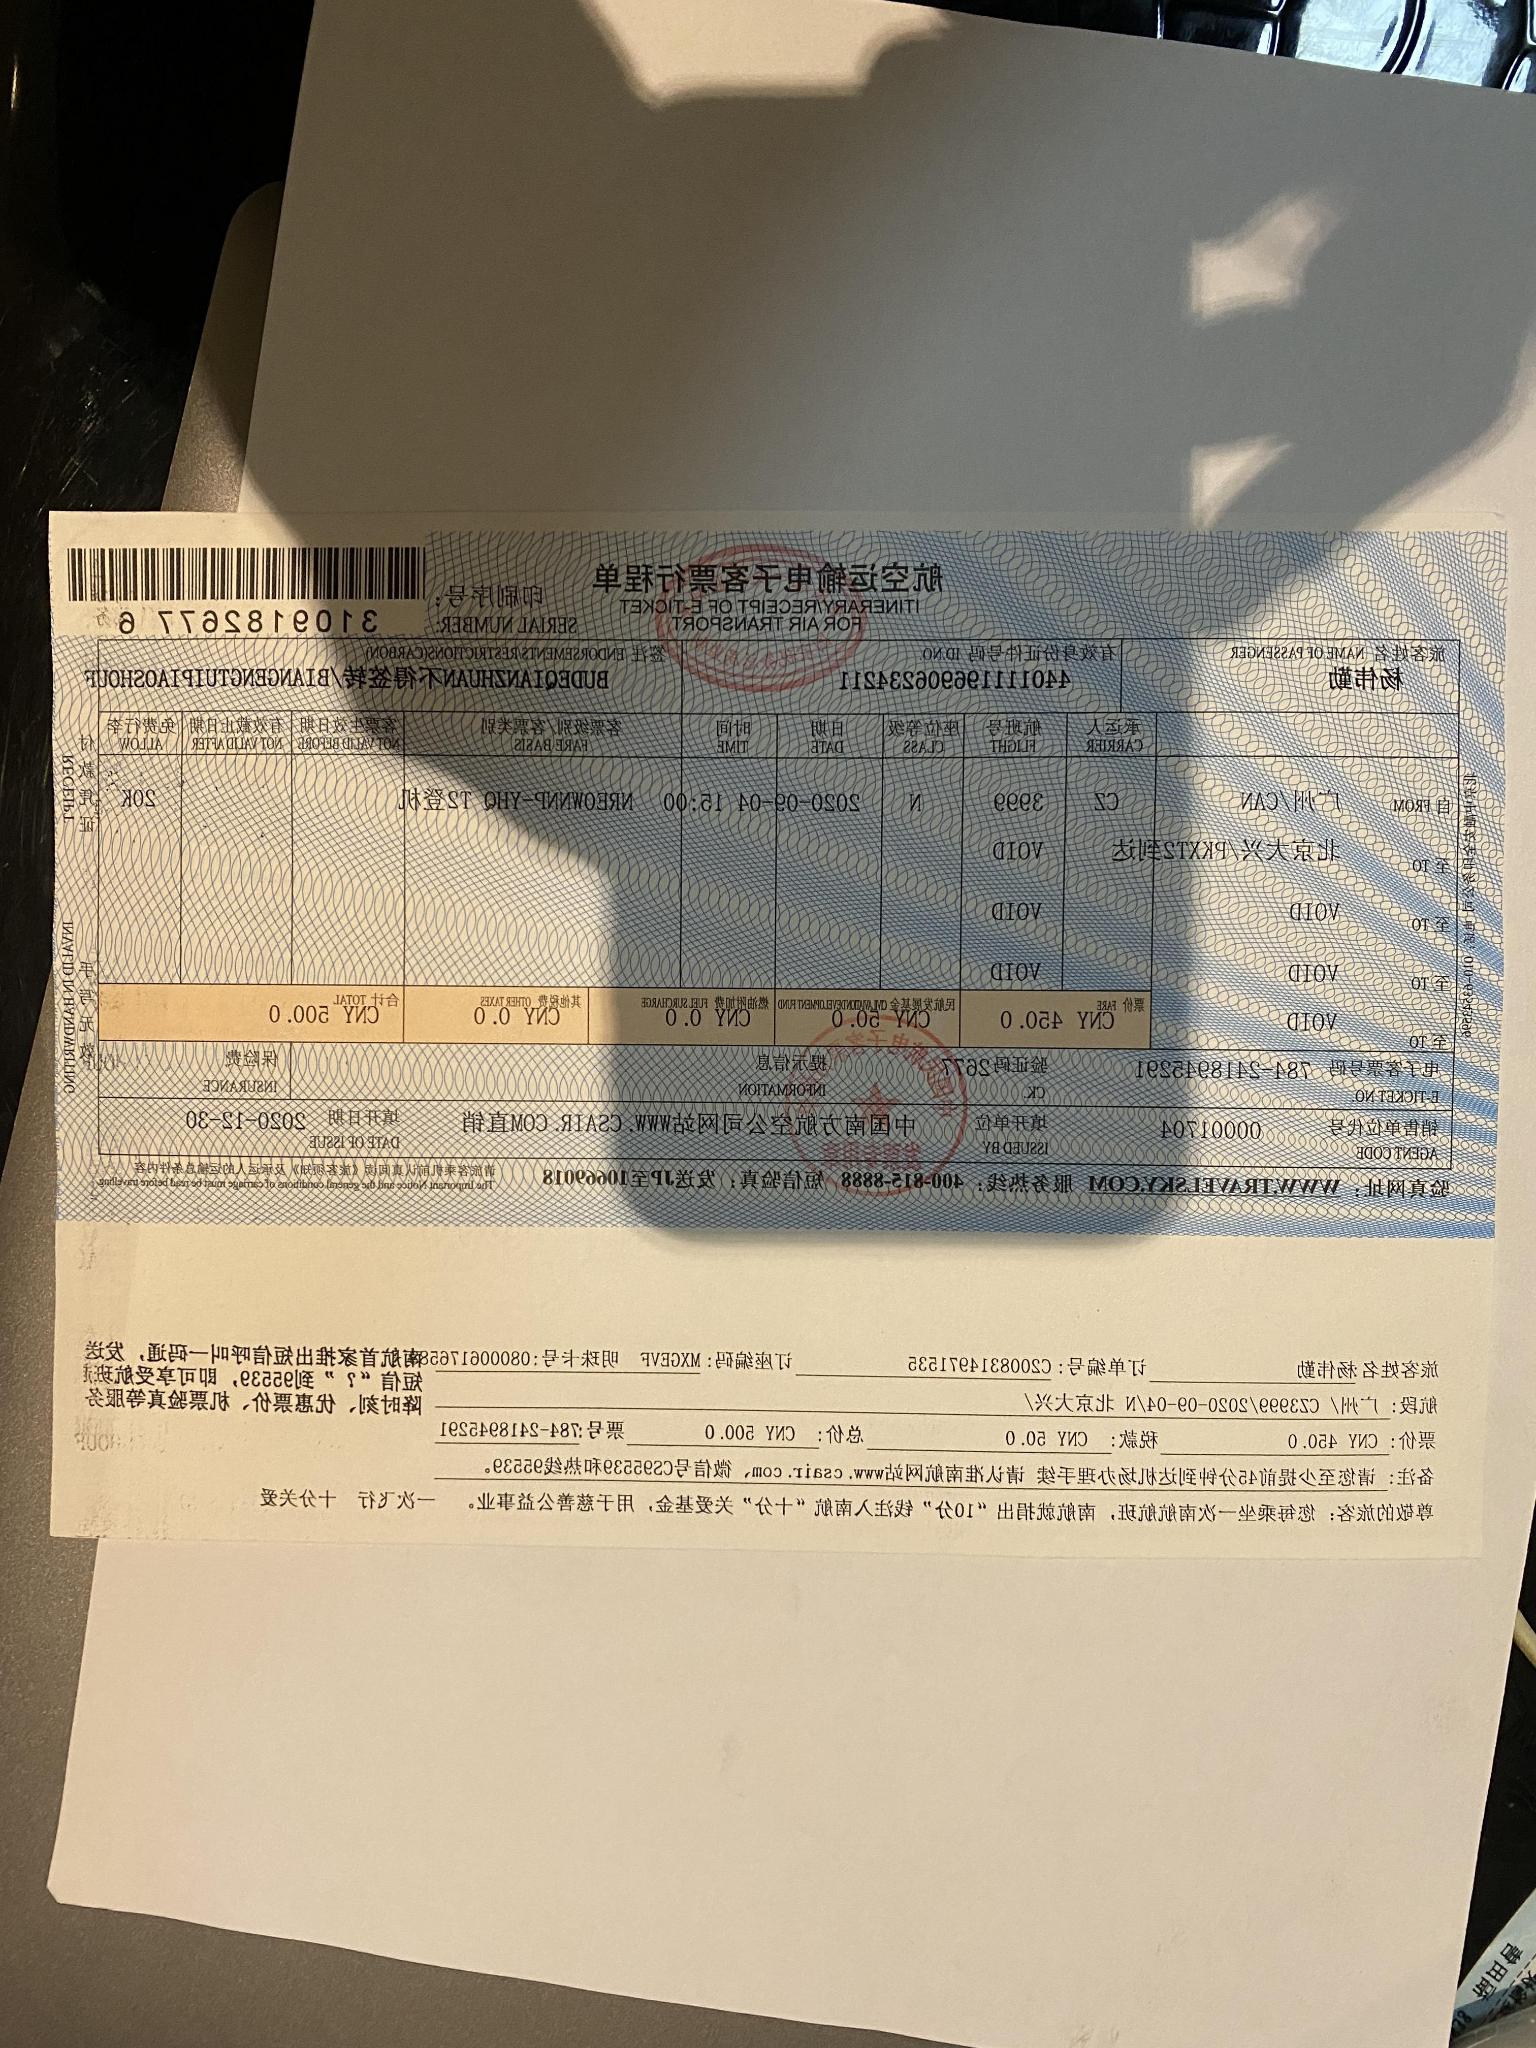 航空运输电子客票行程单
ITINERARY/RECEIPT OF E-TICKET
FOR AIR TRANSPORT
印刷序号:
SERIAL NUMBER:
3109182677 6
旅客姓名 NAME OF PASSENGER
杨伟勤
有效身份证件号码 ID.NO
440111196906234211
签注 ENDORSEMENTS/RESTRICTIONS(CARBON)
BUDEQIANZHUAN不得签转/BIANGENGTUIPIAOSHOUF
承运人 CARRIER
航班号 FLIGHT
座位等级 CLASS
日期 DATE
时间 TIME
客票级别/客票类别 FARE BASIS
客票生效日期 NOT VALID BEFORE
有效截止日期 NOT VALID AFTER
免费行李 ALLOW
自 FROM 广州/CAN CZ 3999 N 2020-09-04 15:00 NREOWNNP-YHQ T2登机 20K
至 TO 北京大兴/PKXT2到达 VOID
至 TO VOID VOID
至 TO VOID VOID
至 TO VOID
票价 FARE CNY 450.0
民航发展基金 CIVIL AVIATION DEVELOPMENT FUND CNY 50.0
燃油附加费 FUEL SURCHARGE CNY 0.0
其他税费 OTHER TAXES CNY 0.0
合计 TOTAL CNY 500.0
电子客票号码 784-2418945291
E-TICKET NO
验证码 2677
CK
提示信息
INFORMATION
保险费
INSURANCE
销售单位代号 00001704
AGENT CODE
填开单位 中国南方航空公司网站WWW.CSAIR.COM直销
ISSUED BY
填开日期 2020-12-30
DATE OF ISSUE
验真网址: WWW.TRAVELSKY.COM 服务热线: 400-815-8888 短信验真: 发送JP至10669018
请旅客乘机前认真阅读《旅客须知》及承运人的运输总条件内容
The Important Notice and the general conditions of carriage must be read before travelling
付款凭证 手写无效
RECEIPT INVALID IN HANDWRITING
旅客姓名 杨伟勤 订单编号: C2008314971535 订座编码: MXGEVF 明珠卡号:080006176588
航段: 广州/ CZ3999/2020-09-04/N 北京大兴/
票价: CNY 450.0 税款: CNY 50.0 总价: CNY 500.0 票号:784-2418945291
备注: 请您至少提前45分钟到达机场办理手续 请认准南航网站www.csair.com、微信号CS95539和热线95539。
尊敬的旅客: 您每乘坐一次南航航班, 南航就捐出“10分”钱注入南航“十分”关爱基金, 用于慈善公益事业。 一次飞行 十分关爱
南航首家推出短信呼叫一码通, 发送
短信“?”到95539, 即可享受航班
降时刻、优惠票价、机票验真等服务